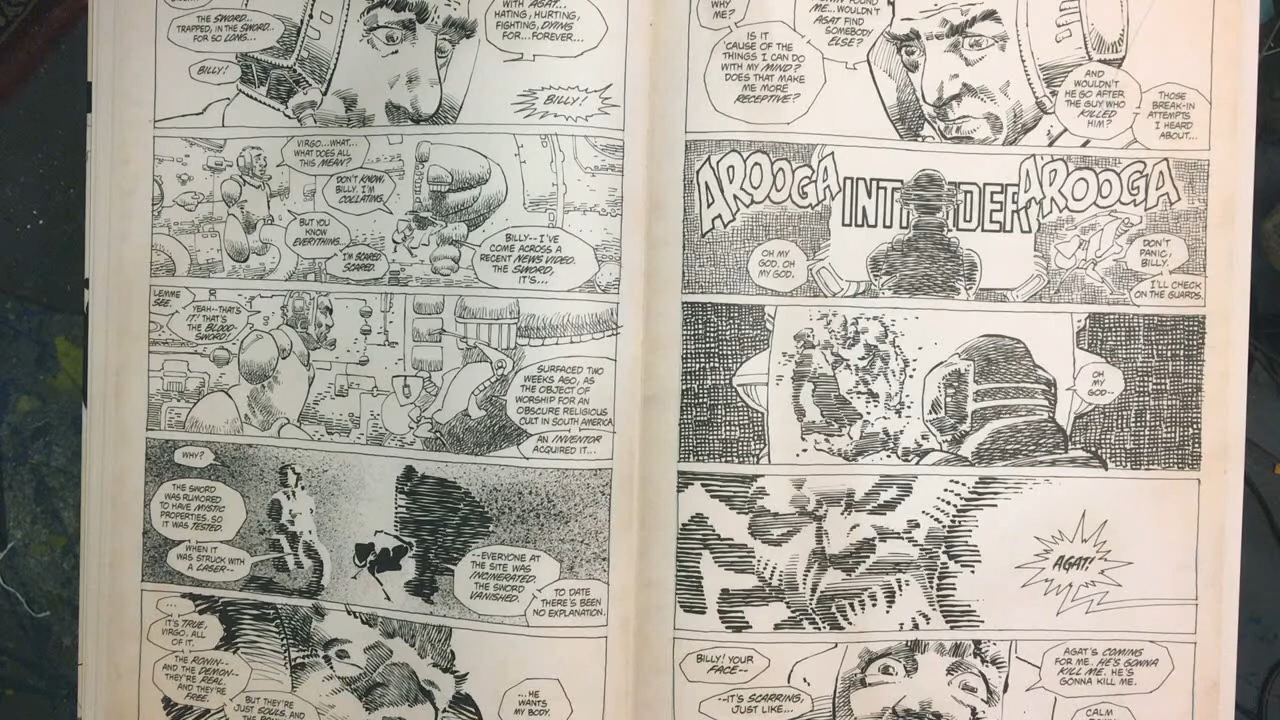 THE SWORD...
TRAPPED, IN THE SWORD...
FOR SO LONG...
WITH AGAT...
HATING, HURTING,
FIGHTING, DYING
FOR...FOREVER...
BILLY!
BILLY!
VIRGO...WHAT...
WHAT DOES ALL
THIS MEAN?
DON'T KNOW,
BILLY. I'M
COLLATING.
BUT YOU
KNOW
EVERYTHING...
I'M SCARED.
SCARED.
BILLY--I'VE
COME ACROSS A
RECENT NEWS VIDEO.
THE SWORD,
IT'S...
LEMME
SEE.
YEAH--THAT'S
IT! THAT'S
THE BLOOD-
SWORD!
SURFACED TWO
WEEKS AGO, AS
THE OBJECT OF
WORSHIP FOR AN
OBSCURE RELIGIOUS
CULT IN SOUTH AMERICA.
AN INVENTOR
ACQUIRED IT...
WHY?
THE SWORD
WAS RUMORED
TO HAVE MYSTIC
PROPERTIES. SO
IT WAS TESTED.
WHEN IT
WAS STRUCK WITH
A LASER--
--EVERYONE AT
THE SITE WAS
INCINERATED.
THE SWORD
VANISHED.
TO DATE
THERE'S BEEN
NO EXPLANATION.
...
IT'S TRUE,
VIRGO. ALL
OF IT.
THE RONIN--
AND THE DEMON--
THEY'RE REAL.
AND THEY'RE
FREE.
BUT THEY'RE
JUST SOULS. AND
...HE
WANTS
MY BODY.
WHY
ME?
FOUND
ME...WOULDN'T
AGAT FIND
SOMEBODY
ELSE?
IS IT
'CAUSE OF THE
THINGS I CAN DO
WITH MY MIND?
DOES THAT MAKE
ME MORE
RECEPTIVE?
AND
WOULDN'T
HE GO AFTER
THE GUY WHO
KILLED
HIM?
THOSE
BREAK-IN
ATTEMPTS
I HEARD
ABOUT...
AROOGA INT DER AROOGA
OH MY
GOD. OH
MY GOD.
DON'T
PANIC,
BILLY.
I'LL CHECK
ON THE GUARDS.
OH
MY
GOD--
AGAT!
BILLY! YOUR
FACE--
--IT'S SCARRING,
JUST LIKE...
AGAT'S COMING
FOR ME. HE'S GONNA
KILL ME. HE'S
GONNA KILL ME.
CALM